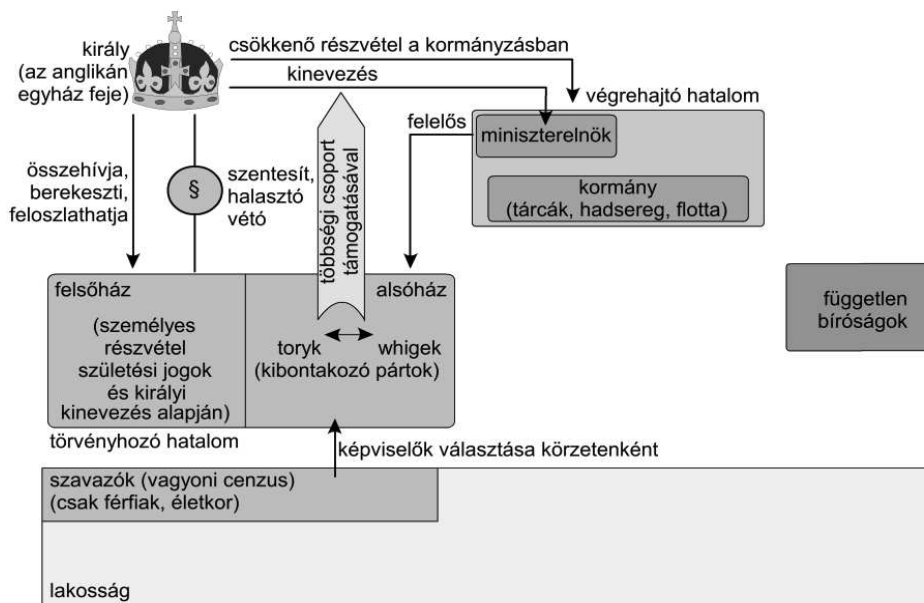 király
(az anglikán
egyház feje)
csökkenő részvétel a kormányzásban
kinevezés
végrehajtó hatalom
felelős
miniszterelnök
kormány
(tárcák, hadsereg, flotta)
összehívja,
berekeszti,
feloszlathatja
§
szentesít,
halasztó
vétó
többségi csoport
támogatásával
független
bíróságok
felsőház
(személyes
részvétel
születési jogok
és királyi
kinevezés alapján)
alsóház
toryk
whigek
(kibontakozó pártok)
törvényhozó hatalom
képviselők választása körzetenként
szavazók (vagyoni cenzus)
(csak férfiak, életkor)
lakosság